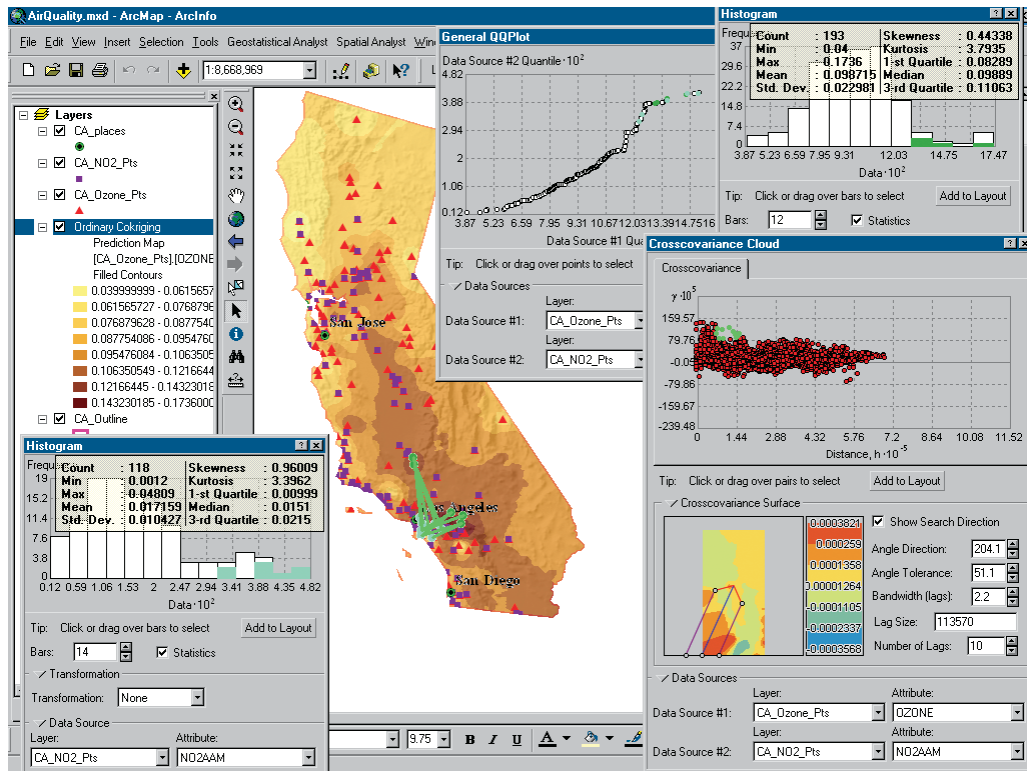 AirQuality.mxd - ArcMap - ArcInfo
File Edit View Insert Selection Tools Geostatistical Analyst Spatial Analyst
1:8,668,969
Layers
CA_places
CA_NO2_Pts
CA_Ozone_Pts
Ordinary Cokriging
Prediction Map
[CA_Ozone_Pts].[OZONE
Filled Contours
0.039999999 - 0.0615657
0.061565727 - 0.0768796
0.076879628 - 0.0877540
0.087754086 - 0.0954760
0.095476084 - 0.1063505
0.106350549 - 0.1216644
0.12166445 - 0.14323018
0.143230185 - 0.1736000
CA_Outline
San Jose
Los Angeles
San Diego
General QQPlot
Data Source #2 Quantile·10²
4.82
3.88
2.94
2
1.06
0.12
3.87 5.23 6.59 7.95 9.31 10.67 12.03 13.39 14.75 16
Data Source #1 Qua
Tip: Click or drag over points to select
Data Sources
Layer:
Data Source #1: CA_Ozone_Pts
Layer:
Data Source #2: CA_NO2_Pts
Histogram
Count : 193 Skewness : 0.44338
Min : 0.04 Kurtosis : 3.7935
Max : 0.1736 1-st Quartile : 0.08289
Mean : 0.098715 Median : 0.09889
Std. Dev. : 0.022981 3-rd Quartile : 0.11063
37
29.6
22.2
14.8
7.4
0
3.87 5.23 6.59 7.95 9.31 12.03 14.75 17.47
Data·10²
Tip: Click or drag over bars to select Add to Layout
Bars: 12 Statistics
Crosscovariance Cloud
Crosscovariance
γ·10⁵
159.57
79.76
-0.05
-79.86
-159.67
-239.48
0 1.44 2.88 4.32 5.76 7.2 8.64 10.08 11.52
Distance, h·10⁻⁵
Tip: Click or drag over pairs to select Add to Layout
Crosscovariance Surface
0.0003821
0.000259
0.0001358
0.00001264
-0.0001105
-0.0002337
-0.0003568
Show Search Direction
Angle Direction: 204.1
Angle Tolerance: 51.1
Bandwidth (lags): 2.2
Lag Size: 113570
Number of Lags: 10
Data Sources
Layer: Attribute:
Data Source #1: CA_Ozone_Pts OZONE
Layer: Attribute:
Data Source #2: CA_NO2_Pts NO2AAM
Histogram
Count : 118 Skewness : 0.96009
Min : 0.0012 Kurtosis : 3.3962
Max : 0.04809 1-st Quartile : 0.00999
Mean : 0.017159 Median : 0.0151
Std. Dev. : 0.010427 3-rd Quartile : 0.0215
19
15.2
11.4
7.6
3.8
0
0.12 0.59 1.06 1.53 2 2.47 2.94 3.41 3.88 4.35 4.82
Data·10²
Tip: Click or drag over bars to select Add to Layout
Bars: 14 Statistics
Transformation
Transformation: None
Data Source
Layer: Attribute:
CA_NO2_Pts NO2AAM
9.75 B I U A